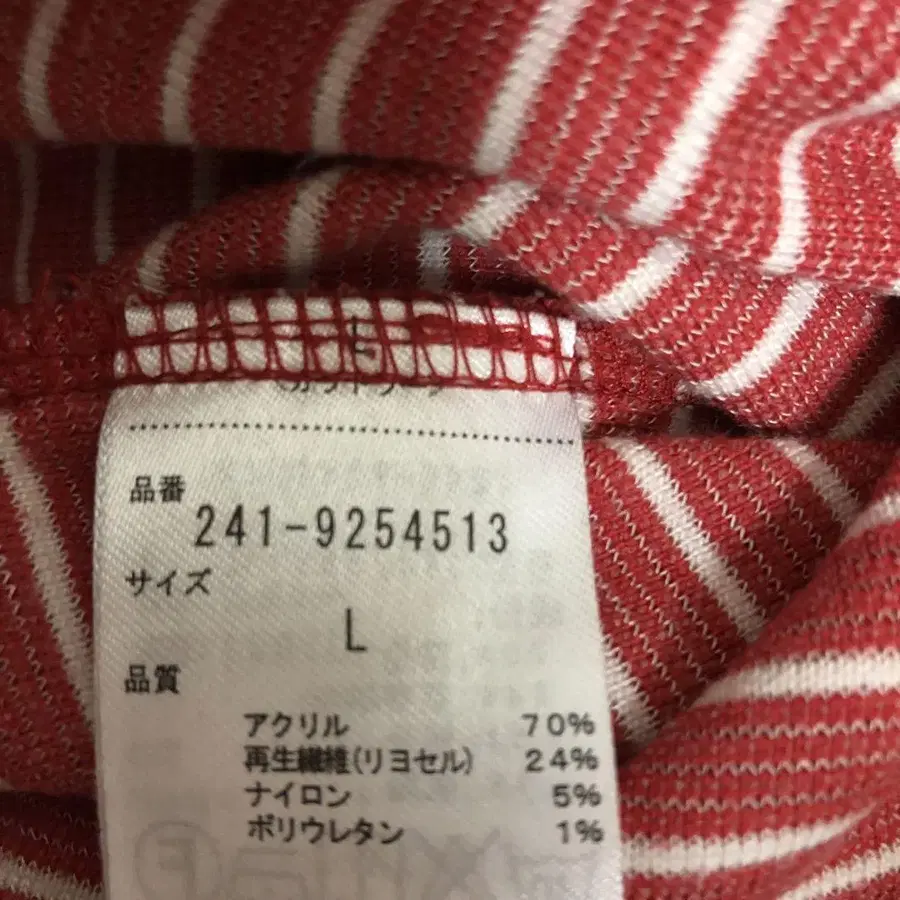 品番
241-9254513
サイズ
L
品質
アクリル 70%
再生繊維(リヨセル) 24%
ナイロン 5%
ポリウレタン 1%